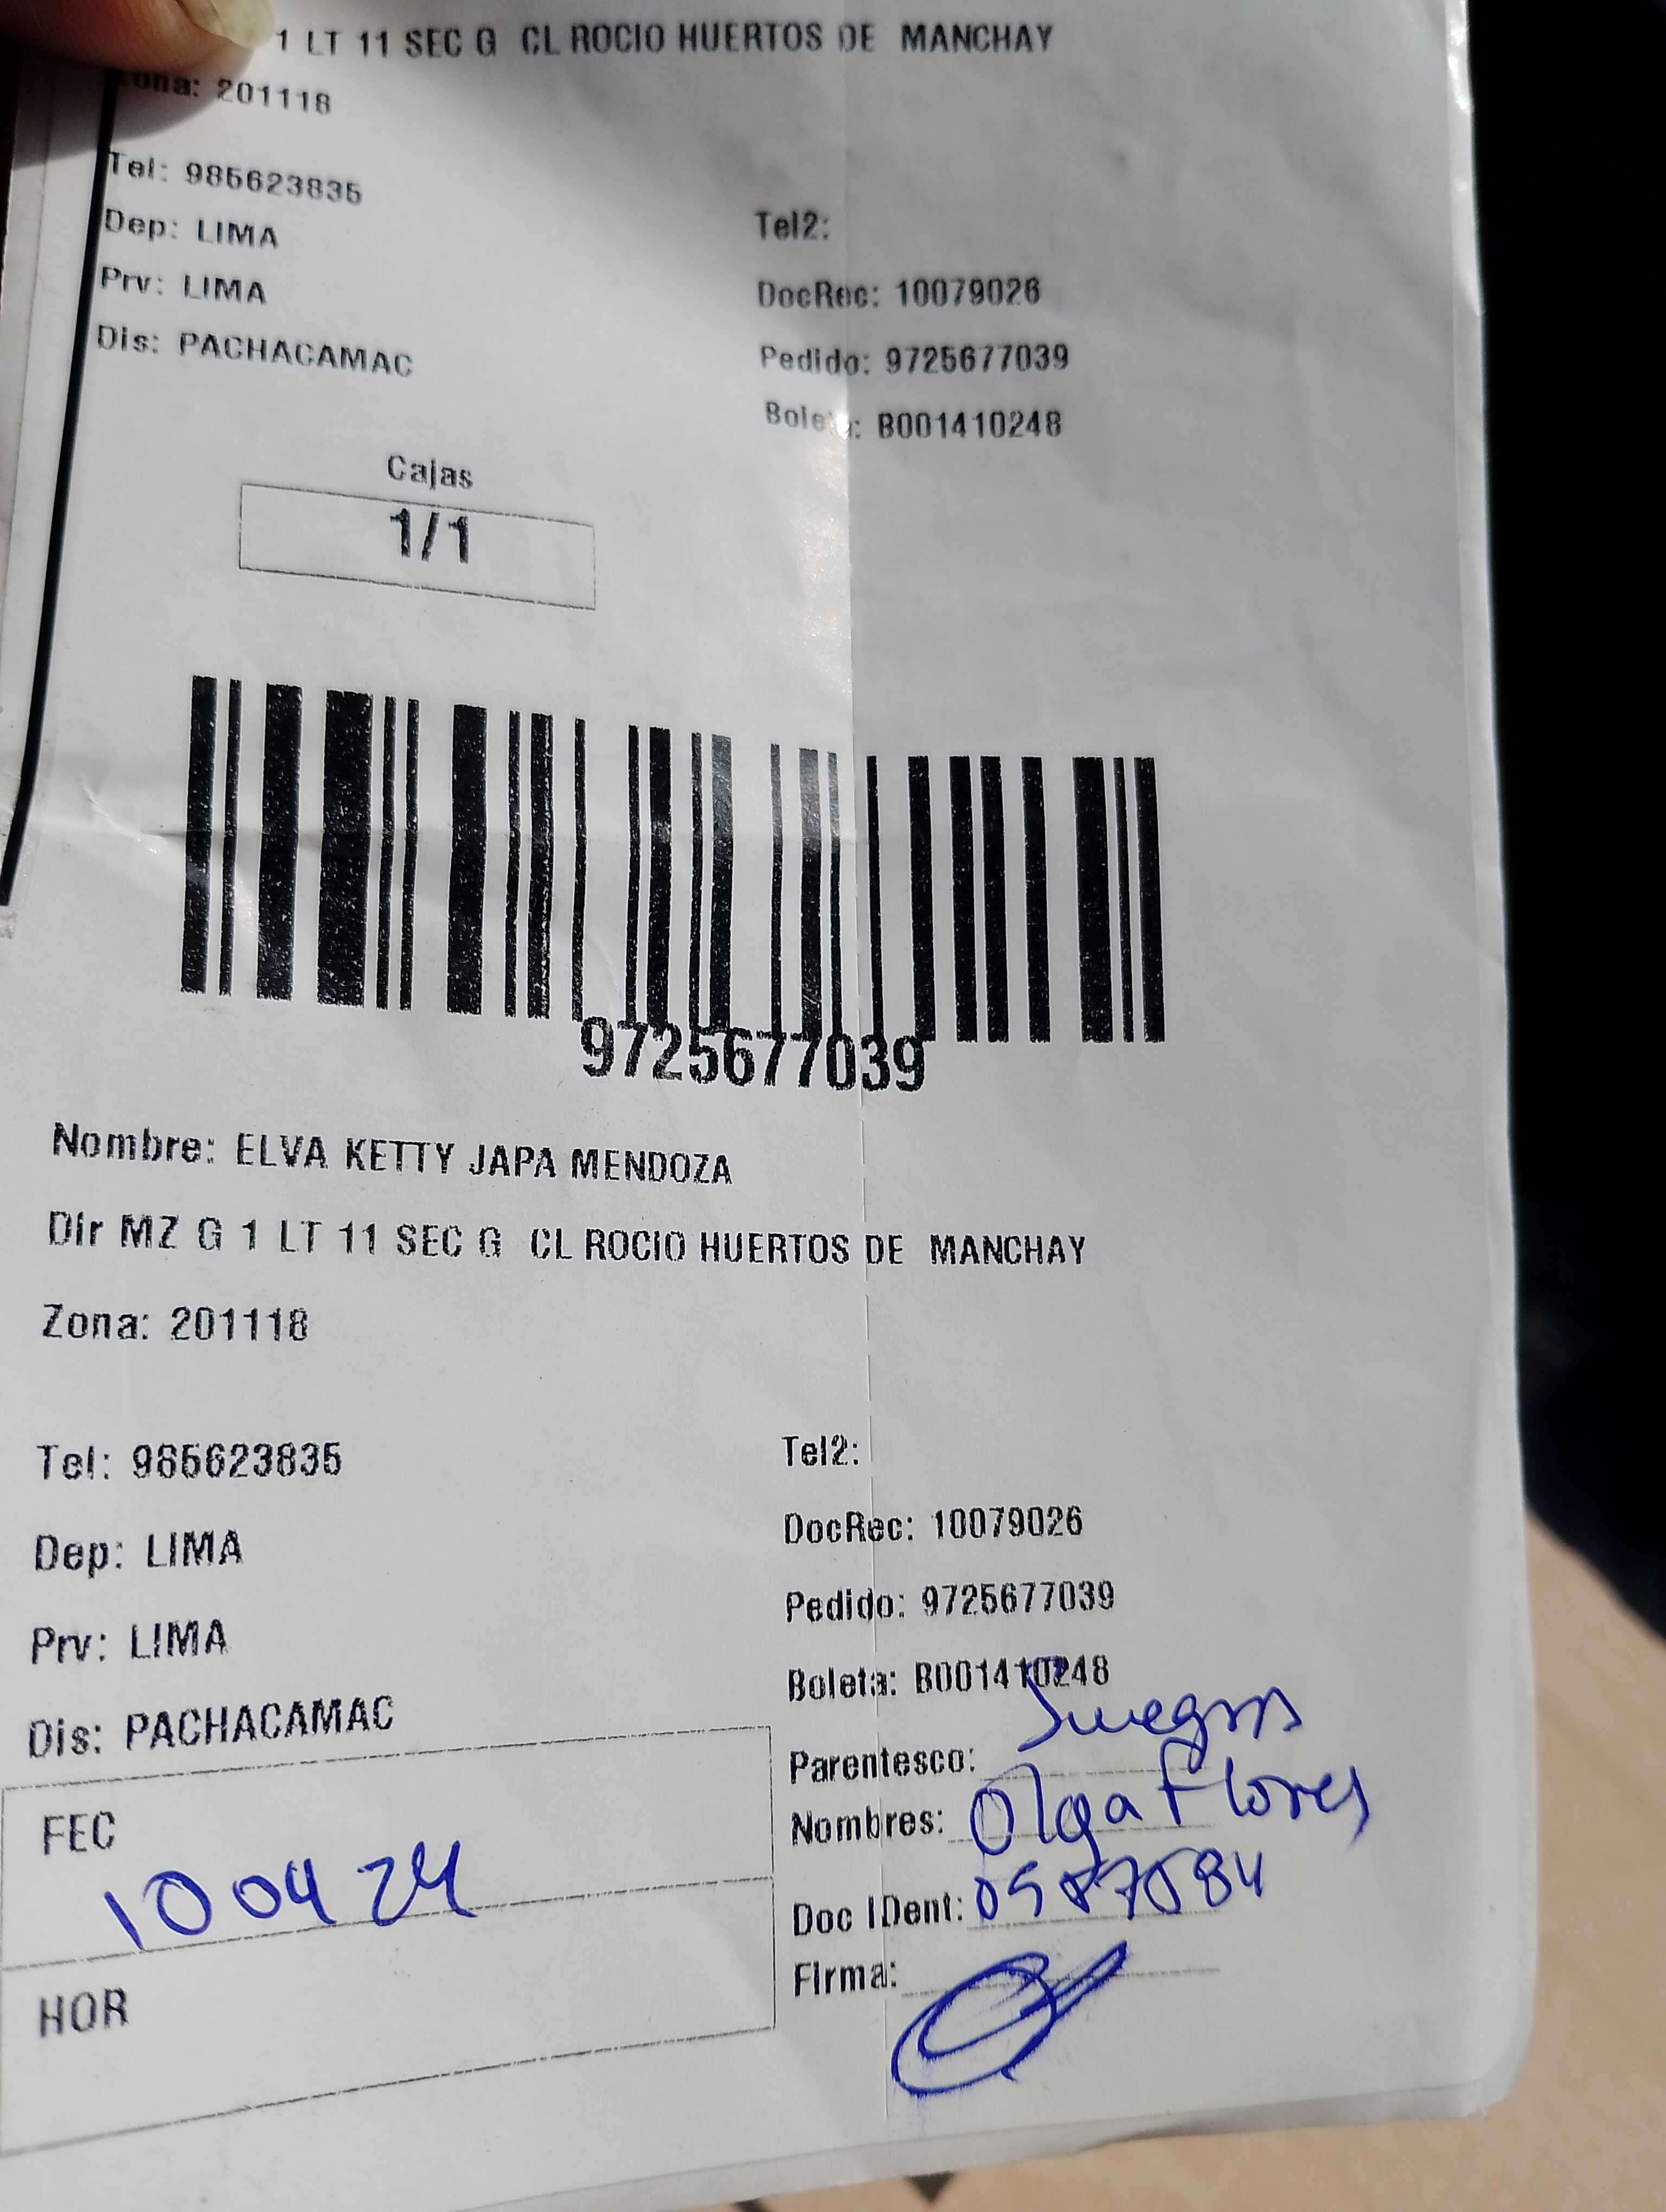 1 LT 11 SEC G CL ROCIO HUERTOS DE MANCHAY
Zona: 201118
Tel: 985623835
Tel2:
Dep: LIMA
DocRec: 10079026
Prv: LIMA
Pedido: 9725677039
Dis: PACHACAMAC
Boleta: B001410248
Cajas
1/1
9725677039
Nombre: ELVA KETTY JAPA MENDOZA
Dir MZ G 1 LT 11 SEC G CL ROCIO HUERTOS DE MANCHAY
Zona: 201118
Tel: 985623835
Tel2:
Dep: LIMA
DocRec: 10079026
Prv: LIMA
Pedido: 9725677039
Dis: PACHACAMAC
Boleta: B001410248
Parentesco: Suegra
Nombres: Olga Flores
Doc IDent:
Firma:
FEC
100424
HOR